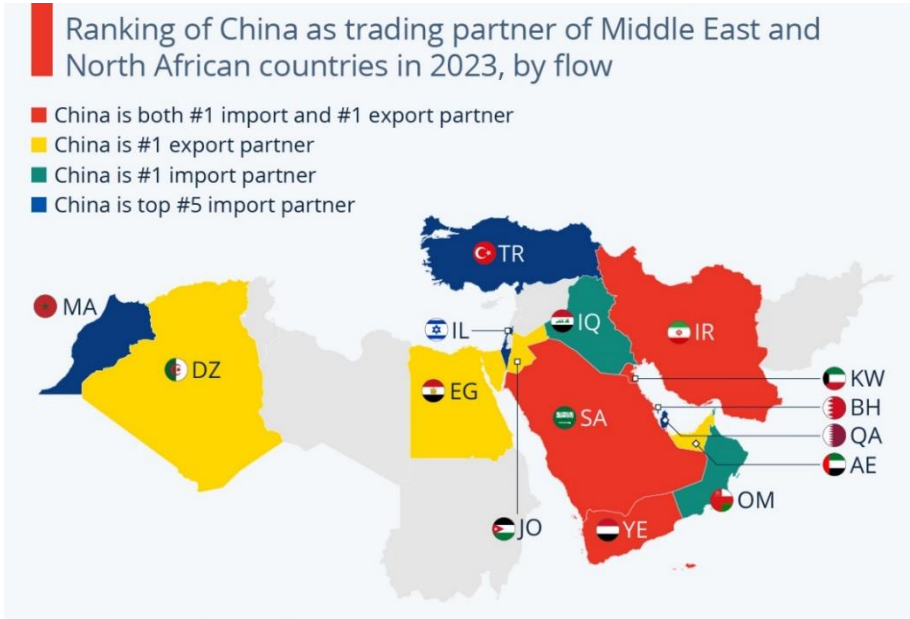 Ranking of China as trading partner of Middle East and
North African countries in 2023, by flow
China is both #1 import and #1 export partner
China is #1 export partner
China is #1 import partner
China is top #5 import partner
TR
MA
IL
IQ
IR
DZ
EG
SA
KW
BH
QA
AE
OM
JO
YE